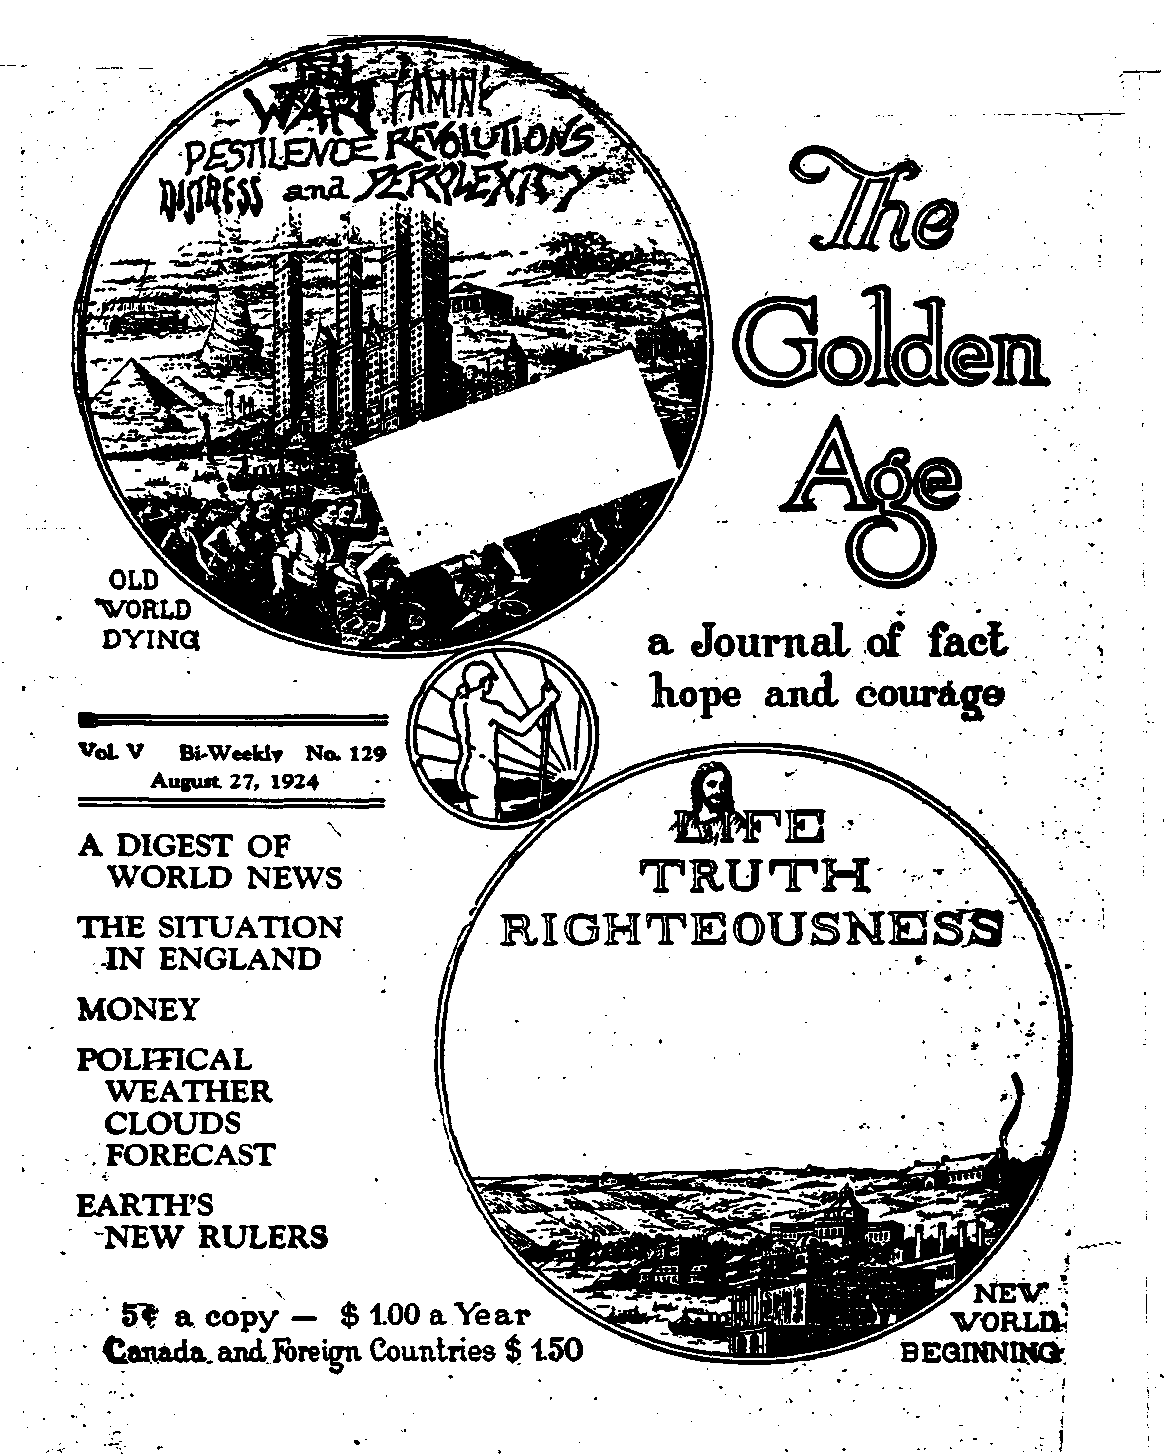 WAR FAMINE
PESTILENCE REVOLUTIONS
DISTRESS and PERPLEXITY
The
Golden
Age
OLD
WORLD
DYING
a Journal of fact
hope and courage
Vol. V Bi-Weekly No. 129
August 27, 1924
A DIGEST OF
WORLD NEWS
THE SITUATION
IN ENGLAND
MONEY
POLITICAL
WEATHER
CLOUDS
FORECAST
EARTH'S
NEW RULERS
5¢ a copy — $ 1.00 a Year
Canada and Foreign Countries $ 1.50
LIFE
TRUTH
RIGHTEOUSNESS
NEW
WORLD
BEGINNING